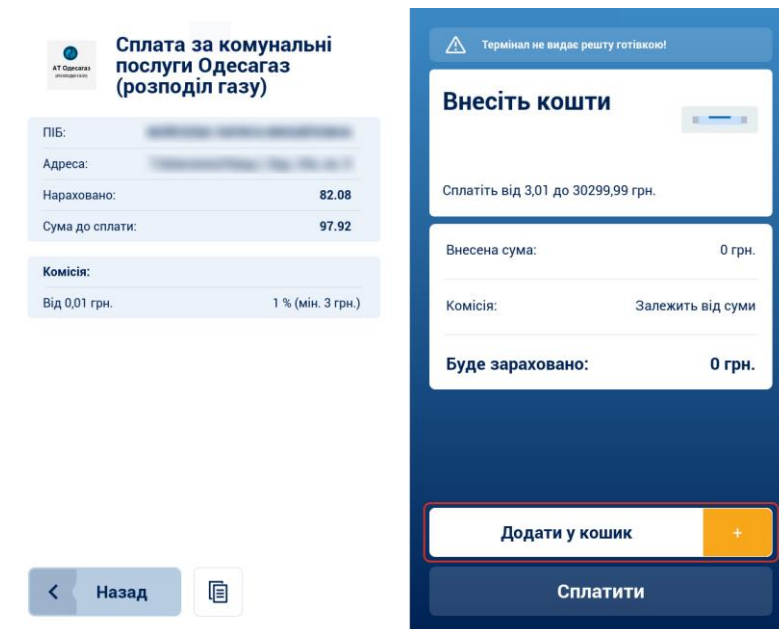 АТ Одесагаз
(розподіл газу)
Сплата за комунальні
послуги Одесагаз
(розподіл газу)
ПІБ:
Адреса:
Нараховано: 82.08
Сума до сплати: 97.92
Комісія:
Від 0,01 грн. 1 % (мін. 3 грн.)
Назад
Термінал не видає решту готівкою!
Внесіть кошти
Сплатіть від 3,01 до 30299,99 грн.
Внесена сума: 0 грн.
Комісія: Залежить від суми
Буде зараховано: 0 грн.
Додати у кошик +
Сплатити